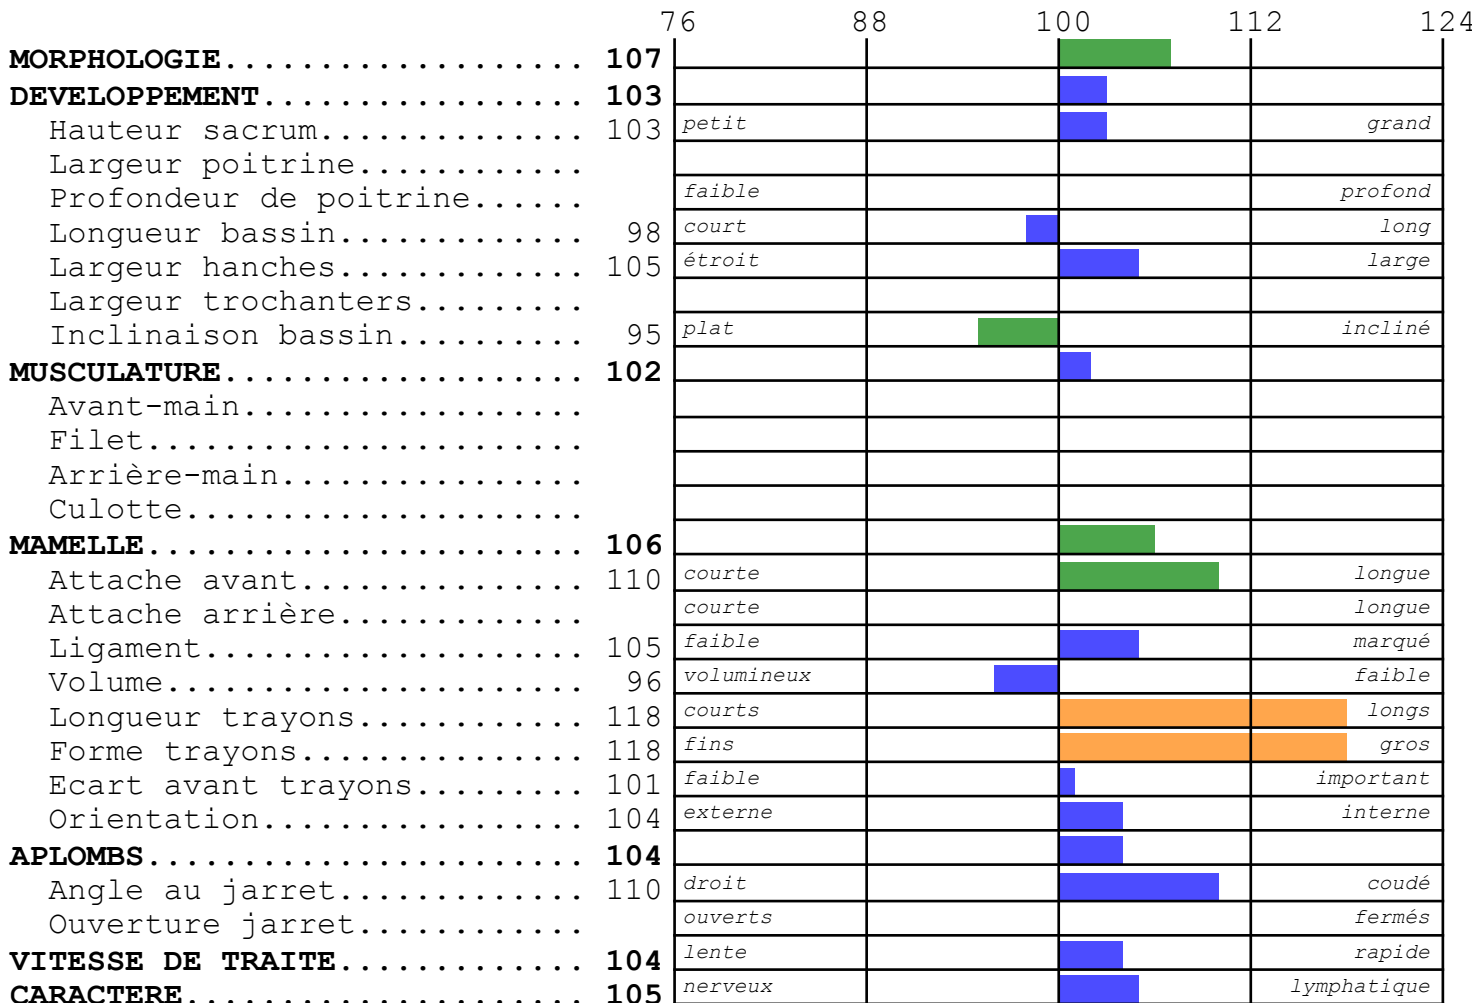 76 88 100 112 124
MORPHOLOGIE................... 107
DEVELOPPEMENT................. 103
Hauteur sacrum.............. 103 petit grand
Largeur poitrine............
Profondeur de poitrine...... faible profond
Longueur bassin............. 98 court long
Largeur hanches............. 105 étroit large
Largeur trochanters.........
Inclinaison bassin.......... 95 plat incliné
MUSCULATURE................... 102
Avant-main..................
Filet.......................
Arrière-main................
Culotte.....................
MAMELLE....................... 106
Attache avant............... 110 courte longue
Attache arrière............. courte longue
Ligament.................... 105 faible marqué
Volume...................... 96 volumineux faible
Longueur trayons............ 118 courts longs
Forme trayons............... 118 fins gros
Ecart avant trayons......... 101 faible important
Orientation................. 104 externe interne
APLOMBS....................... 104
Angle au jarret............. 110 droit coudé
Ouverture jarret............ ouverts fermés
VITESSE DE TRAITE............. 104 lente rapide
CARACTERE..................... 105 nerveux lymphatique